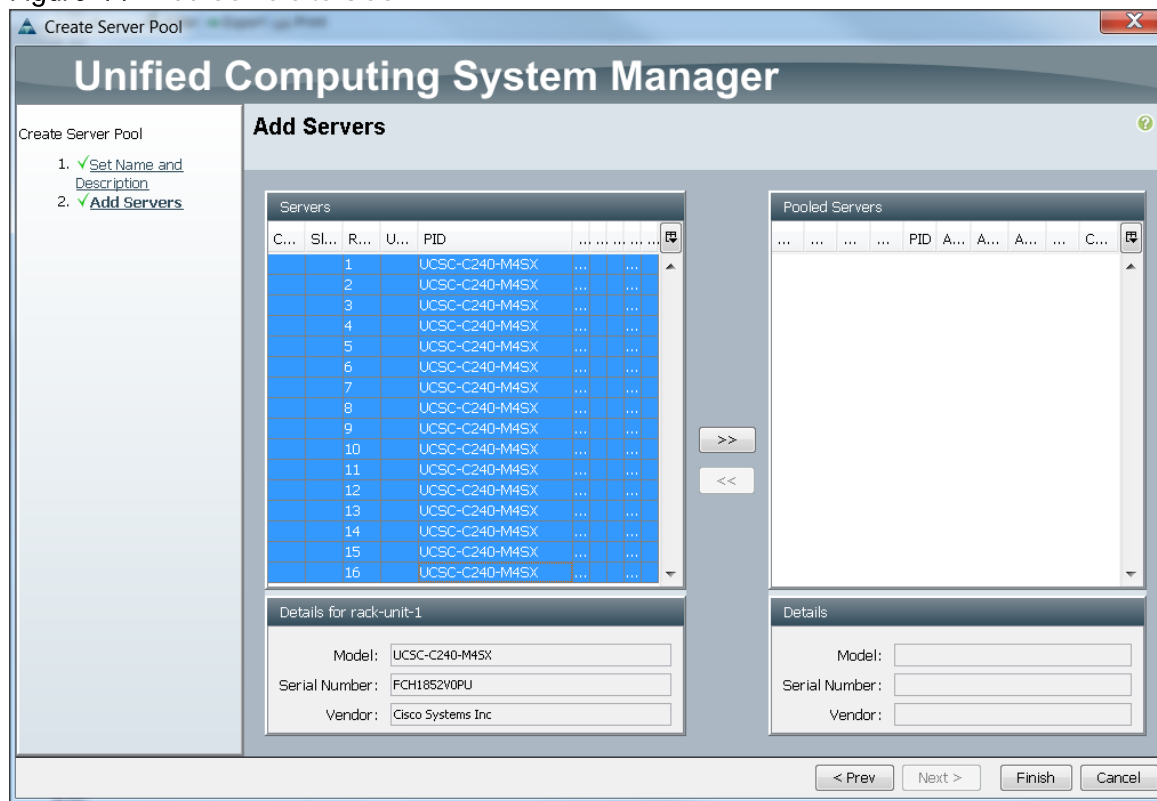 Create Server Pool
X
Unified Computing System Manager
Create Server Pool
1. √Set Name and
Description
2. √Add Servers
Add Servers
?
Servers
C... Sl... R... U... PID ... ... ... ... ...
1 UCSC-C240-M4SX ... ...
2 UCSC-C240-M4SX ... ...
3 UCSC-C240-M4SX ... ...
4 UCSC-C240-M4SX ... ...
5 UCSC-C240-M4SX ... ...
6 UCSC-C240-M4SX ... ...
7 UCSC-C240-M4SX ... ...
8 UCSC-C240-M4SX ... ...
9 UCSC-C240-M4SX ... ...
10 UCSC-C240-M4SX ... ...
11 UCSC-C240-M4SX ... ...
12 UCSC-C240-M4SX ... ...
13 UCSC-C240-M4SX ... ...
14 UCSC-C240-M4SX ... ...
15 UCSC-C240-M4SX ... ...
16 UCSC-C240-M4SX ... ...
Details for rack-unit-1
Model: UCSC-C240-M4SX
Serial Number: FCH1852V0PU
Vendor: Cisco Systems Inc
>>
<<
Pooled Servers
... ... ... ... PID A... A... A... ... C...
Details
Model:
Serial Number:
Vendor:
< Prev
Next >
Finish
Cancel